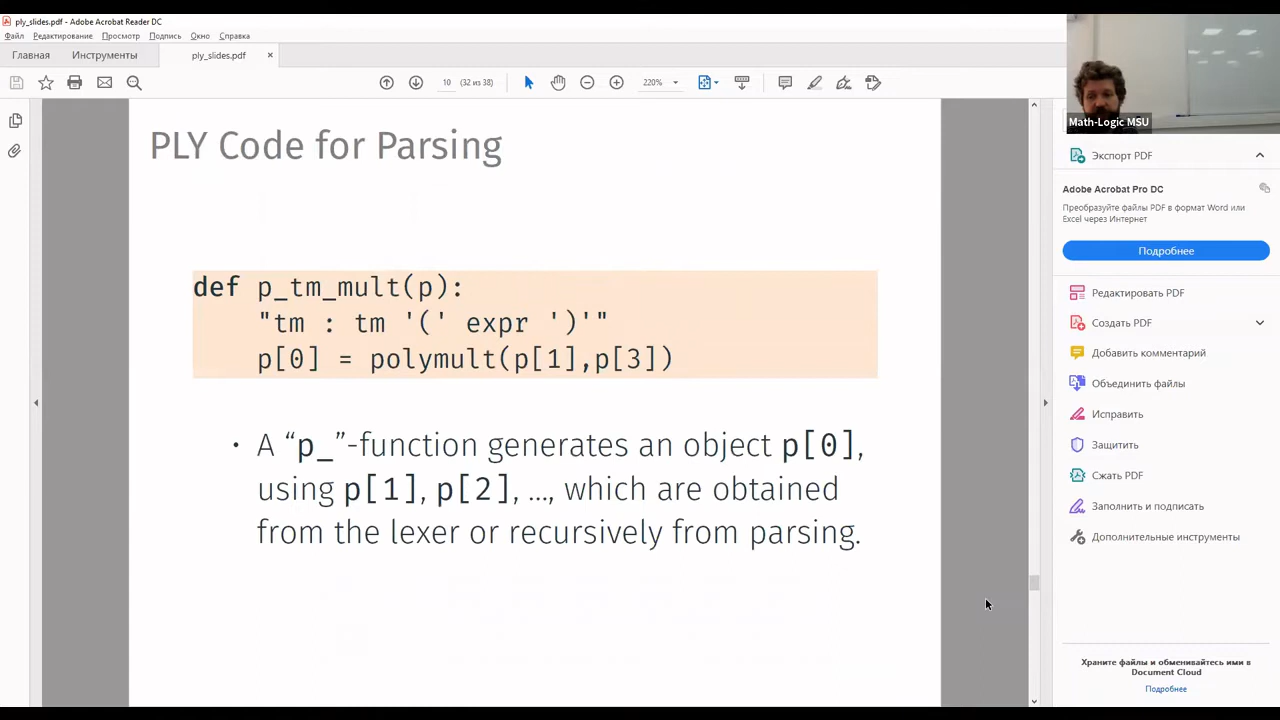 ply_slides.pdf - Adobe Acrobat Reader DC
Файл Редактирование Просмотр Подпись Окно Справка
Главная Инструменты ply_slides.pdf ×
10 (32 из 38) 220%
Math-Logic MSU
PLY Code for Parsing
def p_tm_mult(p):
"tm : tm '(' expr ')'"
p[0] = polymult(p[1],p[3])
• A “p_”-function generates an object p[0],
using p[1], p[2], …, which are obtained
from the lexer or recursively from parsing.
Экспорт PDF
Adobe Acrobat Pro DC
Преобразуйте файлы PDF в формат Word или
Excel через Интернет
Подробнее
Редактировать PDF
Создать PDF
Добавить комментарий
Объединить файлы
Исправить
Защитить
Сжать PDF
Заполнить и подписать
Дополнительные инструменты
Храните файлы и обменивайтесь ими в
Document Cloud
Подробнее